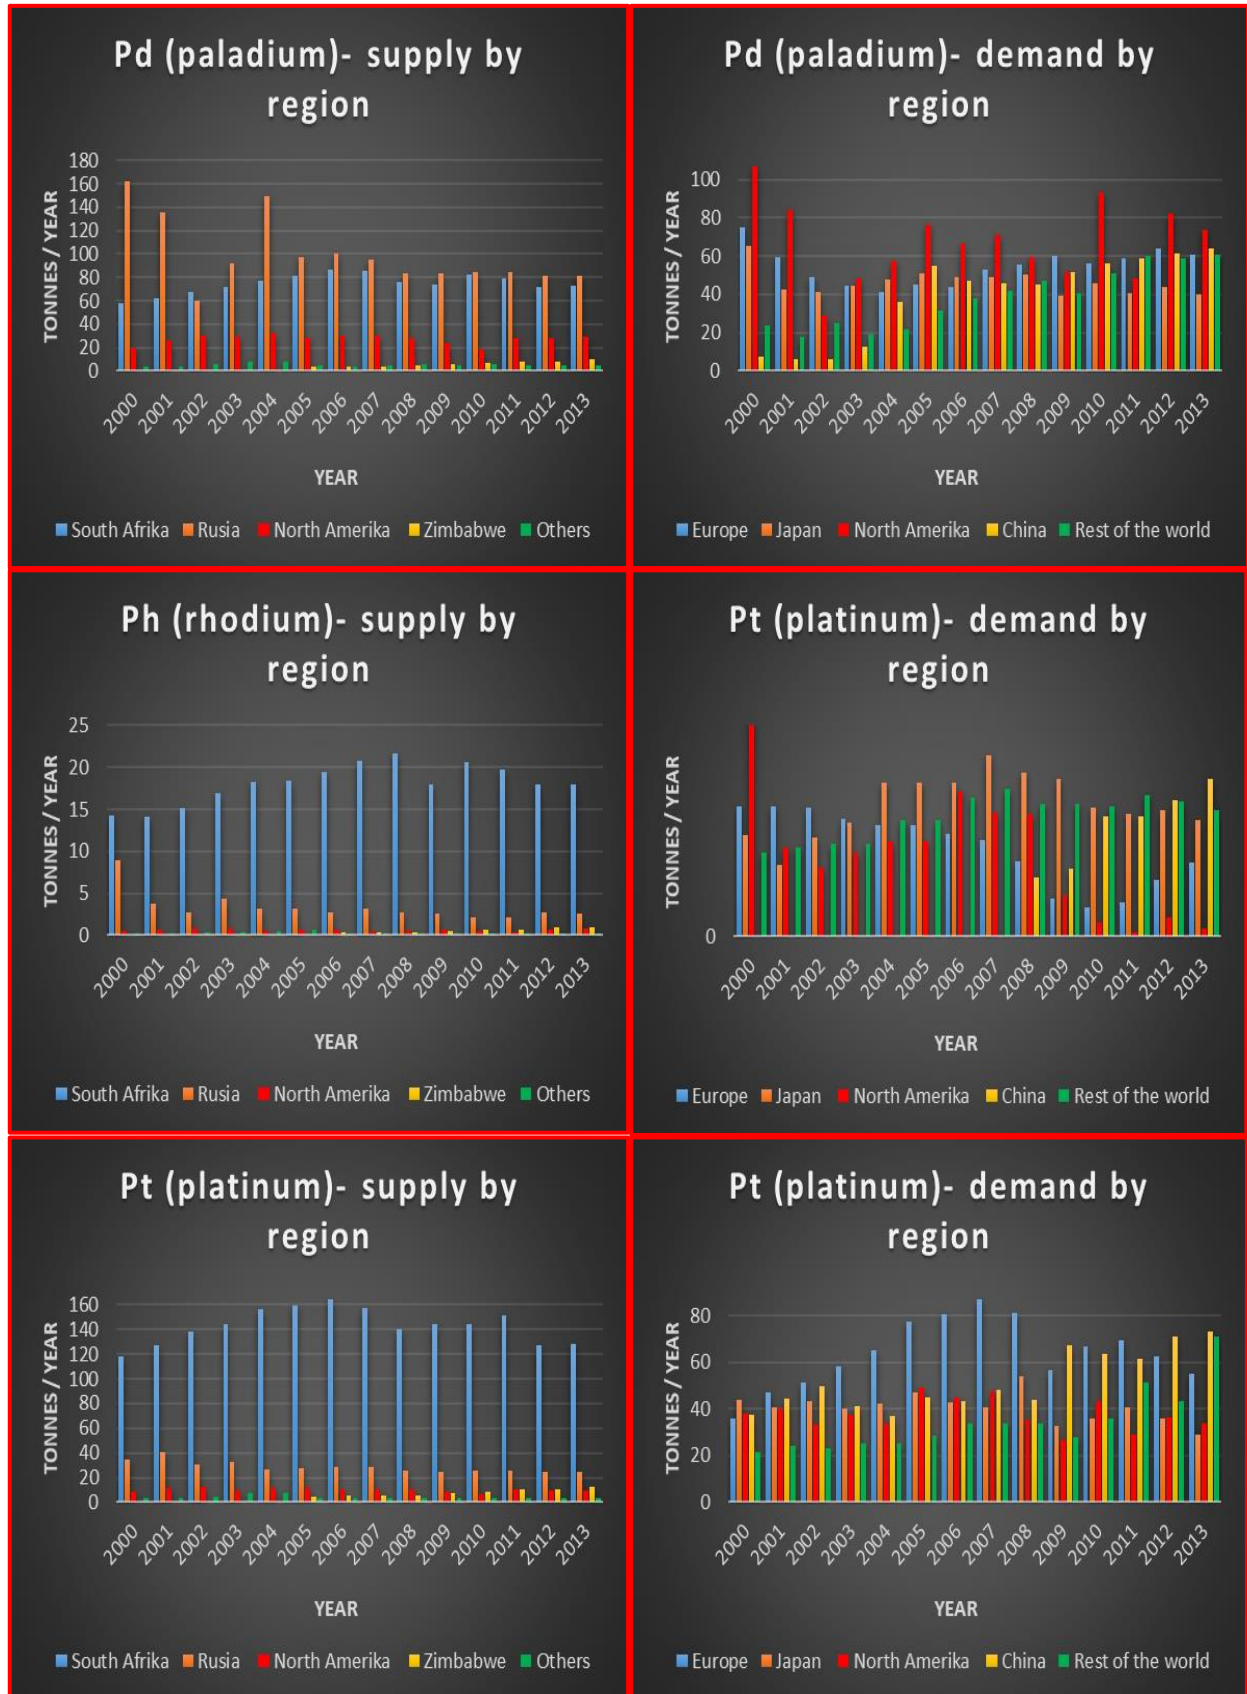 Pd (paladium)- supply by
region
TONNES / YEAR
180
160
140
120
100
80
60
40
20
0
2000 2001 2002 2003 2004 2005 2006 2007 2008 2009 2010 2011 2012 2013
YEAR
South Afrika Rusia North Amerika Zimbabwe Others
Pd (paladium)- demand by
region
TONNES / YEAR
100
80
60
40
20
0
2000 2001 2002 2003 2004 2005 2006 2007 2008 2009 2010 2011 2012 2013
YEAR
Europe Japan North Amerika China Rest of the world
Ph (rhodium)- supply by
region
TONNES / YEAR
25
20
15
10
5
0
2000 2001 2002 2003 2004 2005 2006 2007 2008 2009 2010 2011 2012 2013
YEAR
South Afrika Rusia North Amerika Zimbabwe Others
Pt (platinum)- demand by
region
TONNES / YEAR
0
2000 2001 2002 2003 2004 2005 2006 2007 2008 2009 2010 2011 2012 2013
YEAR
Europe Japan North Amerika China Rest of the world
Pt (platinum)- supply by
region
TONNES / YEAR
160
140
120
100
80
60
40
20
0
2000 2001 2002 2003 2004 2005 2006 2007 2008 2009 2010 2011 2012 2013
YEAR
South Afrika Rusia North Amerika Zimbabwe Others
Pt (platinum)- demand by
region
TONNES / YEAR
80
60
40
20
0
2000 2001 2002 2003 2004 2005 2006 2007 2008 2009 2010 2011 2012 2013
YEAR
Europe Japan North Amerika China Rest of the world